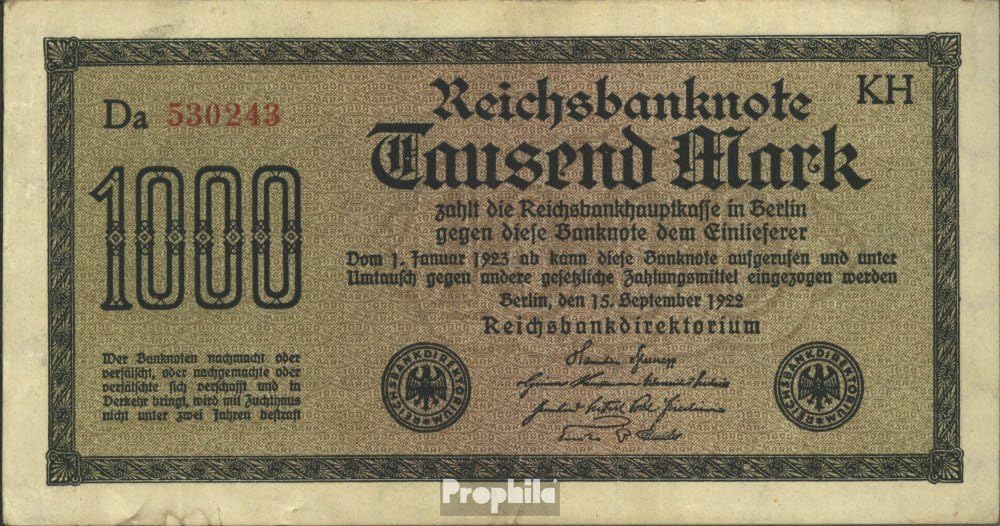 Da 530243
1000
Reichsbanknote
KH
Tausend Mark
zahlt die Reichsbankhauptkasse in Berlin
gegen diese Banknote dem Einlieferer
Vom 1. Januar 1923 ab kann diese Banknote aufgerufen und unter
Umtausch gegen andere gesetzliche Zahlungsmittel eingezogen werden
Berlin, den 15. September 1922
Reichsbankdirektorium
Wer Banknoten nachmacht oder
verfälscht, oder nachgemachte oder
verfälschte sich verschafft und in
Verkehr bringt, wird mit Zuchthaus
nicht unter zwei Jahren bestraft
REICHSBANKDIREKTORIUM
REICHSBANKDIREKTORIUM
Prophila